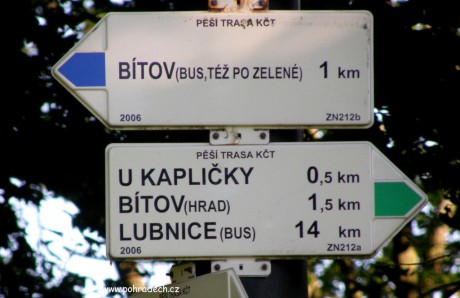 PĚŠÍ TRASA KČT
BÍTOV(BUS,TÉŽ PO ZELENÉ) 1 km
2006 ZN212b
PĚŠÍ TRASA KČT
U KAPLIČKY 0,5 km
BÍTOV(HRAD) 1,5 km
LUBNICE(BUS) 14 km
2006 ZN212a
www.pohradech.cz